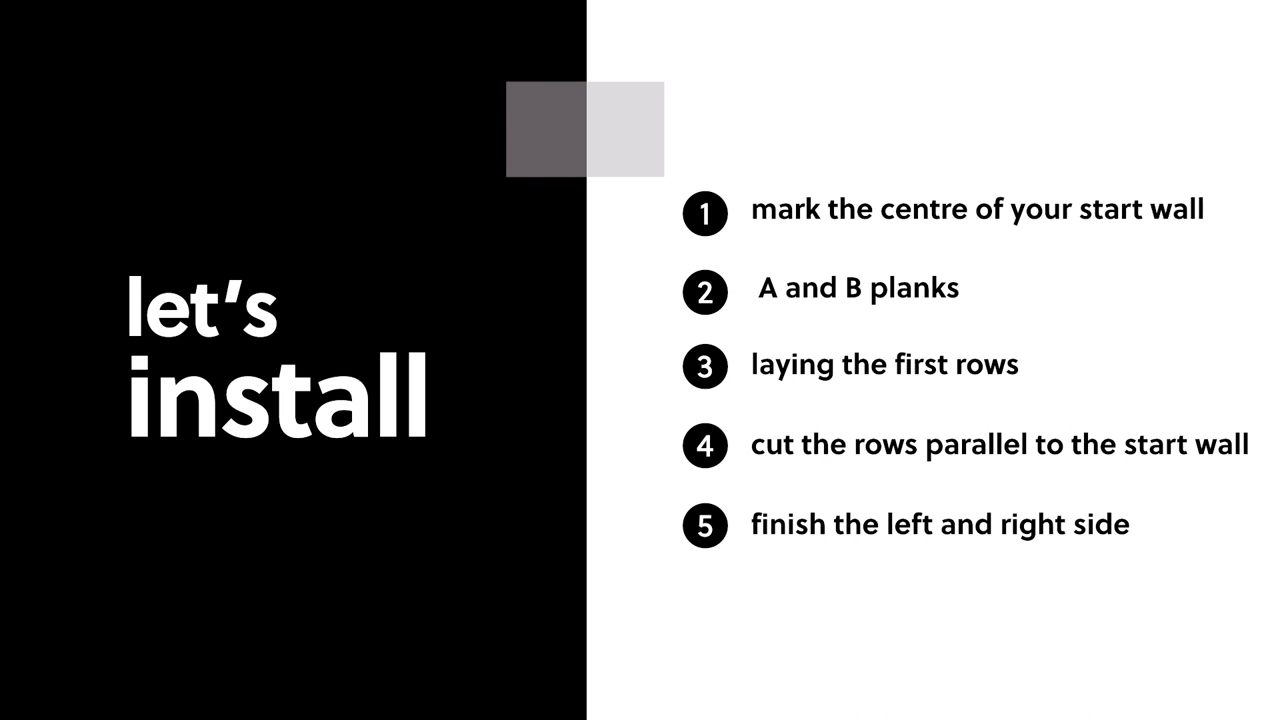 let's
install
1 mark the centre of your start wall
2 A and B planks
3 laying the first rows
4 cut the rows parallel to the start wall
5 finish the left and right side